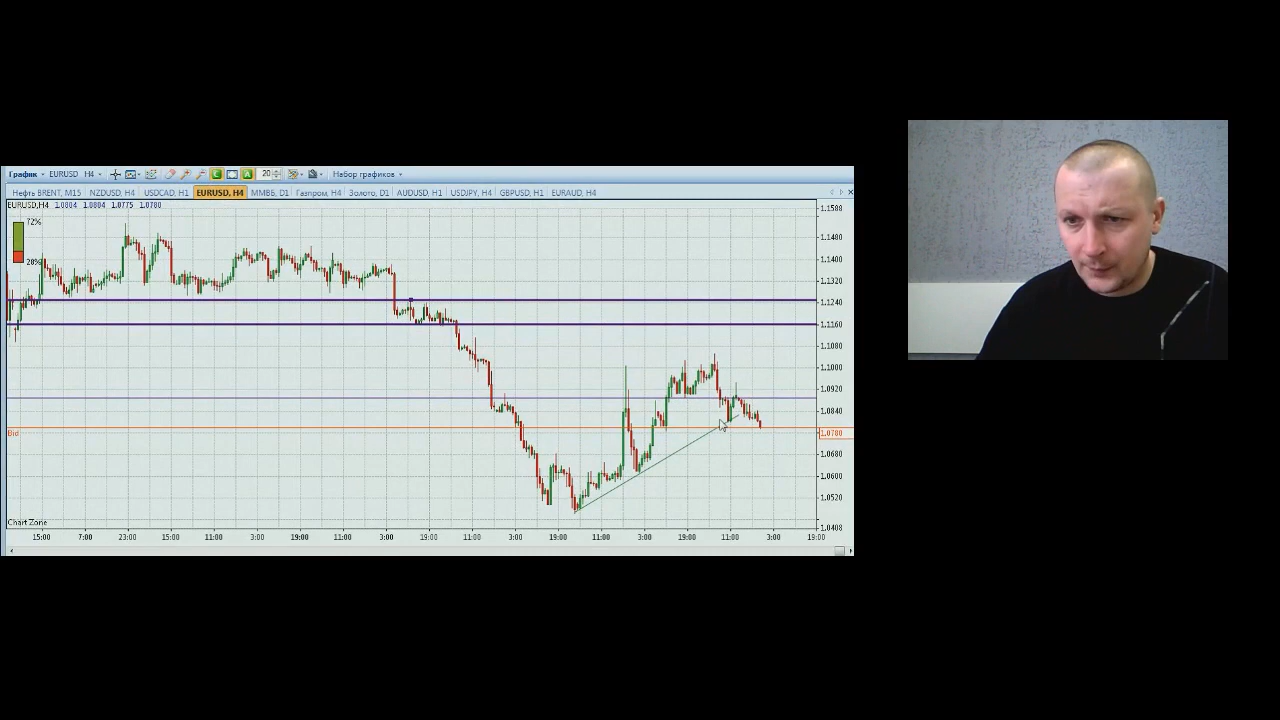 График EURUSD H4 20 Набор графиков
Нефть BRENT, M15 NZDUSD, H4 USDCAD, H1 EURUSD, H4 ММВБ, D1 Газпром, H4 Золото, D1 AUDUSD, H1 USDJPY, H4 GBPUSD, H1 EURAUD, H4
EURUSD,H4 1.0804 1.0804 1.0775 1.0780
72%
28%
1.1508
1.1480
1.1400
1.1320
1.1240
1.1160
1.1080
1.1000
1.0920
1.0840
Bid
1.0780
1.0680
1.0600
1.0520
Chart Zone
1.0408
15:00 7:00 23:00 15:00 11:00 3:00 19:00 11:00 3:00 19:00 11:00 3:00 19:00 11:00 3:00 19:00 11:00 3:00 19:00